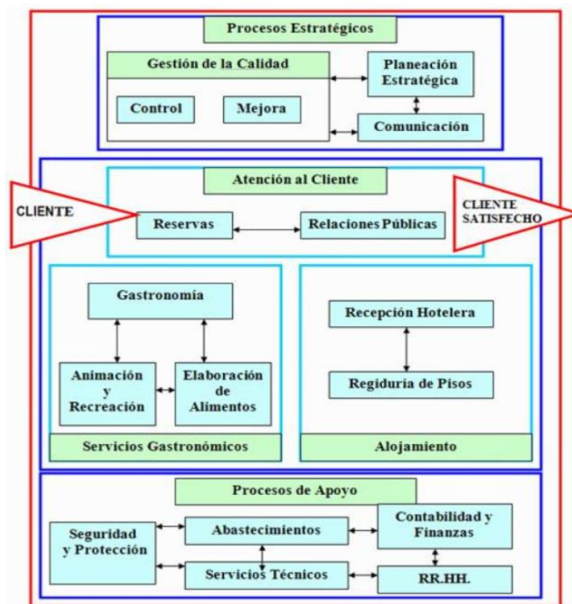 Procesos Estratégicos
Gestión de la Calidad
Control
Mejora
Planeación
Estratégica
Comunicación
Atención al Cliente
CLIENTE
Reservas
Relaciones Públicas
CLIENTE
SATISFECHO
Gastronomía
Animación
y
Recreación
Elaboración
de
Alimentos
Servicios Gastronómicos
Recepción Hotelera
Regiduría de Pisos
Alojamiento
Procesos de Apoyo
Seguridad
y Protección
Abastecimientos
Servicios Técnicos
Contabilidad y
Finanzas
RR.HH.